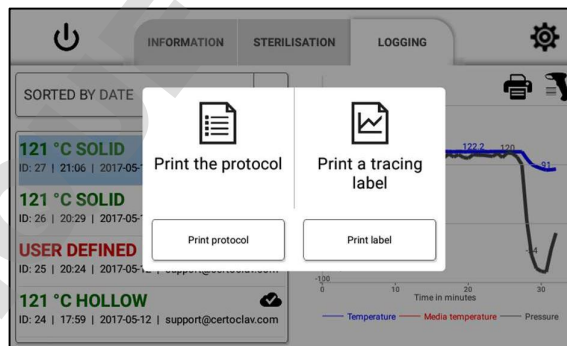 INFORMATION STERILISATION LOGGING
SORTED BY DATE
121 °C SOLID
ID: 27 | 21:06 | 2017-05-
121 °C SOLID
ID: 26 | 20:29 | 2017-05-
USER DEFINED
ID: 25 | 20:24 | 2017-05-12 | support@certoclav.com
121 °C HOLLOW
ID: 24 | 17:59 | 2017-05-12 | support@certoclav.com
Print the protocol
Print protocol
Print a tracing
label
Print label
122.2 120
91
-100
0 10 20 30
Time in minutes
Temperature Media temperature Pressure